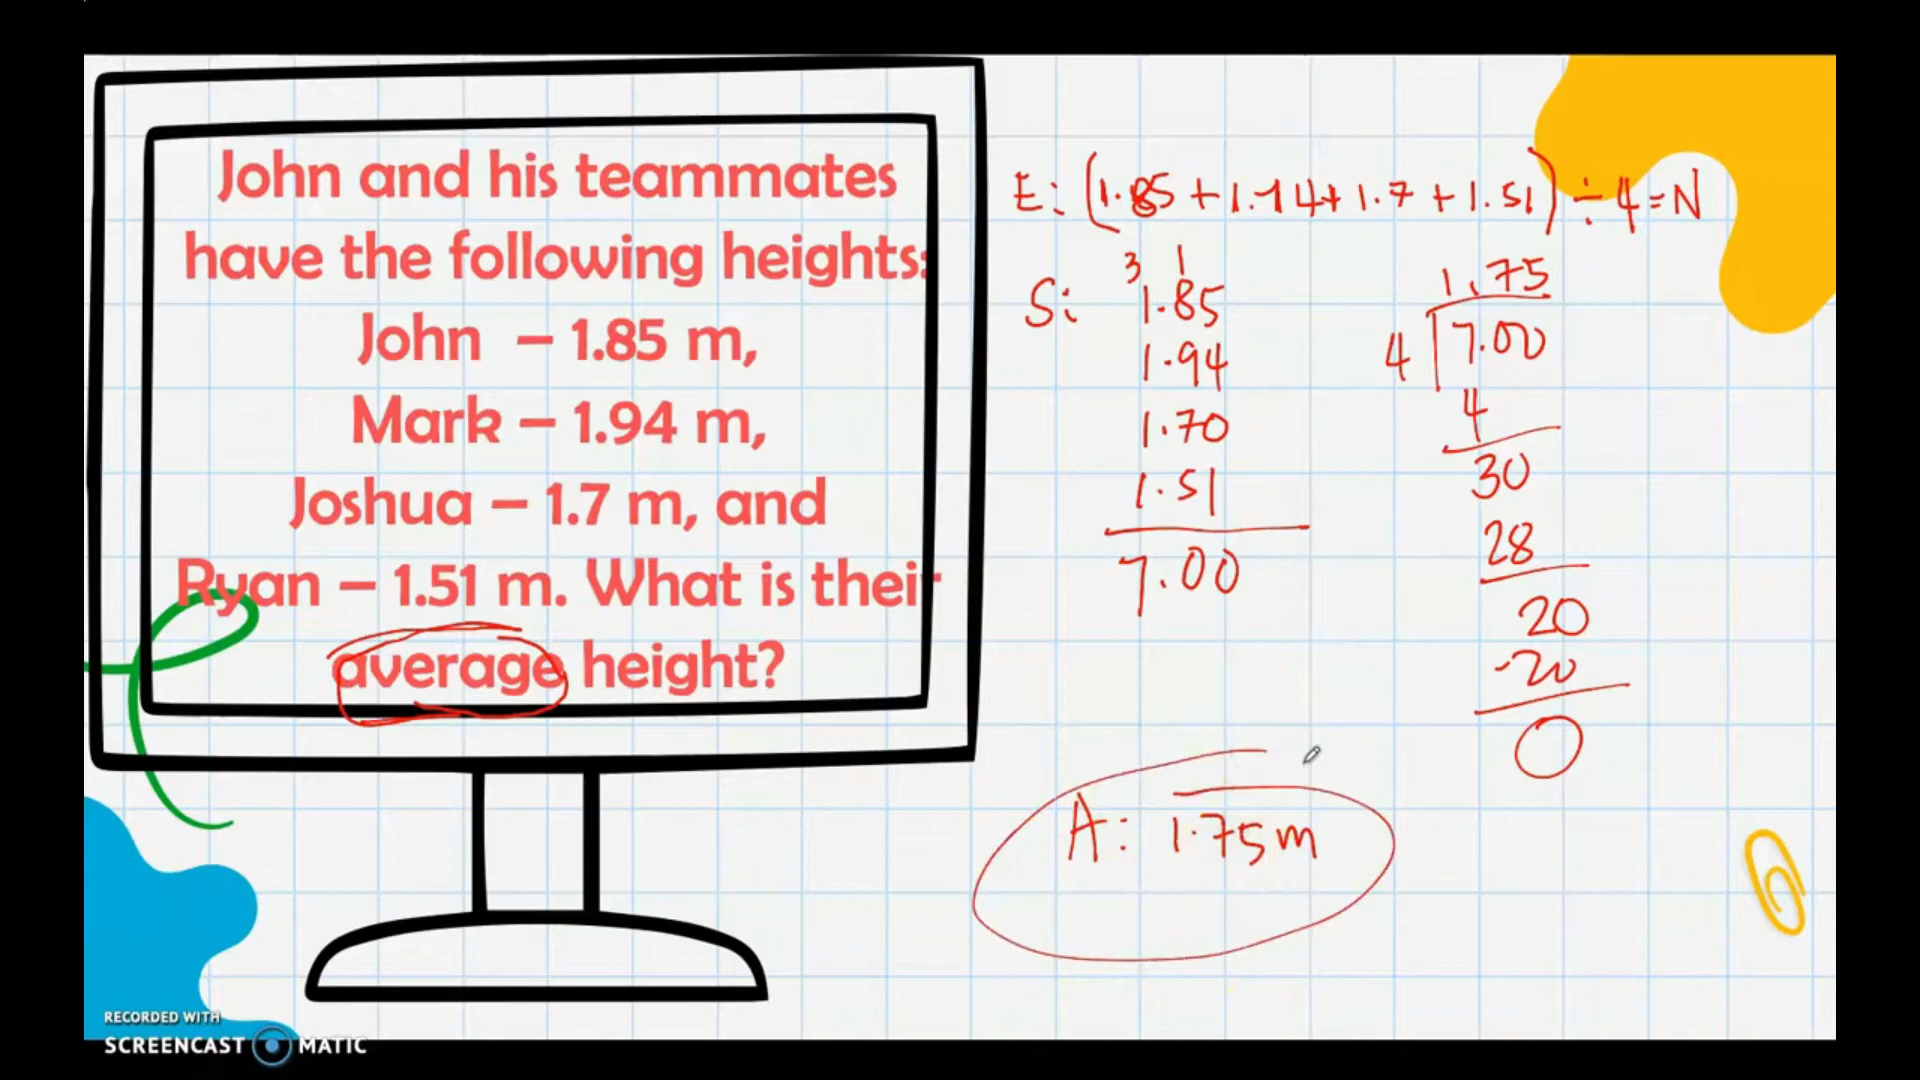 John and his teammates
have the following heights:
John – 1.85 m,
Mark – 1.94 m,
Joshua – 1.7 m, and
Ryan – 1.51 m. What is their
average height?
E: (1.85 + 1.94 + 1.7 + 1.51) ÷ 4 = N
S:
3 1
1.85
1.94
1.70
1.51
7.00
1.75
4 7.00
4
30
28
20
-20
0
A: 1.75m
RECORDED WITH
SCREENCAST MATIC